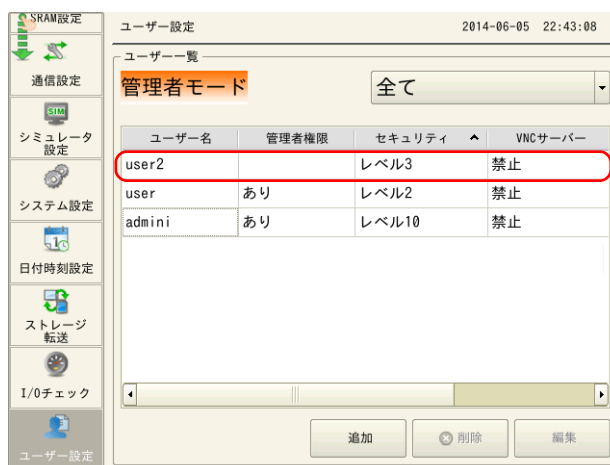 SRAM設定
通信設定
SIM
シミュレータ
設定
システム設定
日付時刻設定
ストレージ
転送
I/Oチェック
ユーザー設定
ユーザー設定 2014-06-05 22:43:08
ユーザー一覧
管理者モード 全て
ユーザー名 管理者権限 セキュリティ VNCサーバー
user2 レベル3 禁止
user あり レベル2 禁止
admini あり レベル10 禁止
追加 削除 編集